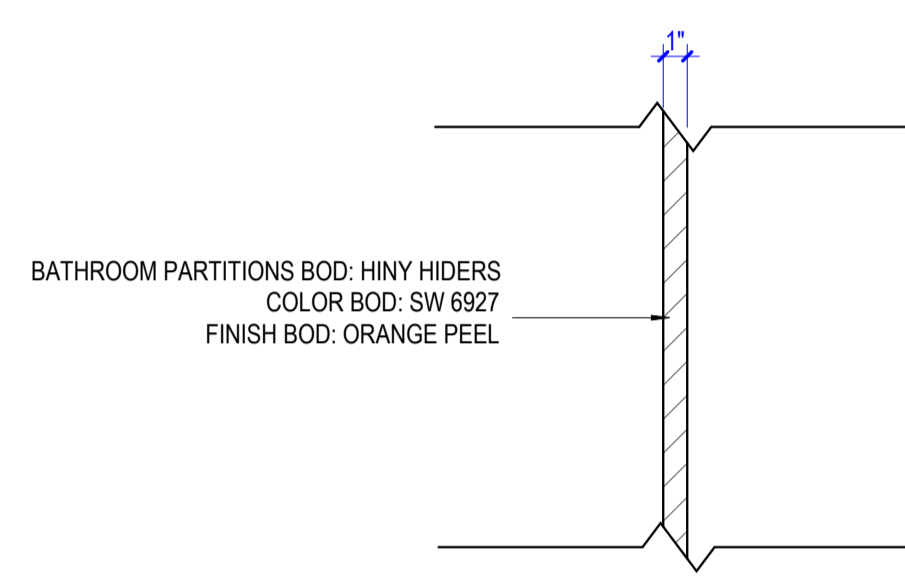 1"
BATHROOM PARTITIONS BOD: HINY HIDERS
COLOR BOD: SW 6927
FINISH BOD: ORANGE PEEL